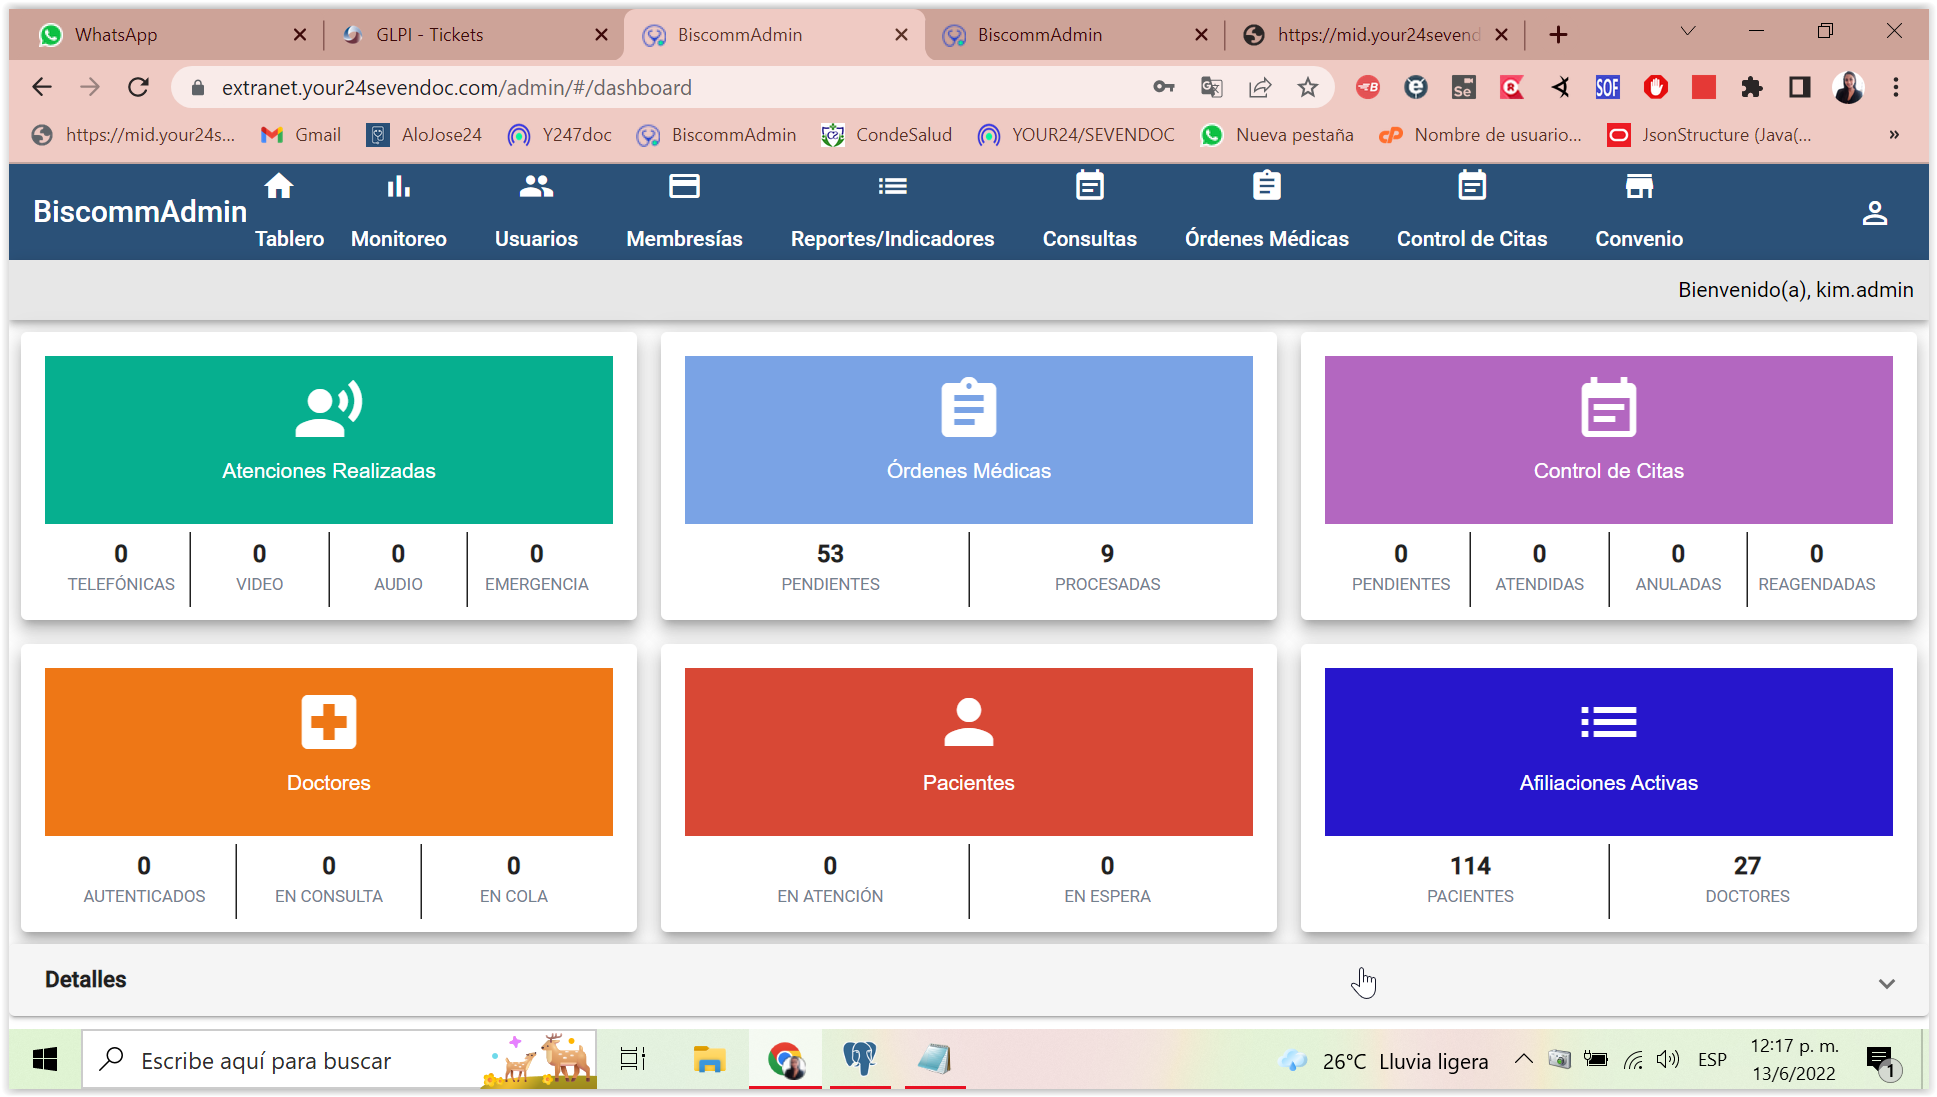 WhatsApp
GLPI - Tickets
BiscommAdmin
BiscommAdmin
https://mid.your24sevend
extranet.your24sevendoc.com/admin/#/dashboard
Se
SOF
https://mid.your24s...
Gmail
AloJose24
Y247doc
BiscommAdmin
CondeSalud
YOUR24/SEVENDOC
Nueva pestaña
Nombre de usuario...
JsonStructure (Java(...
»
BiscommAdmin
Tablero
Monitoreo
Usuarios
Membresías
Reportes/Indicadores
Consultas
Órdenes Médicas
Control de Citas
Convenio
Bienvenido(a), kim.admin
Atenciones Realizadas
0
TELEFÓNICAS
0
VIDEO
0
AUDIO
0
EMERGENCIA
Órdenes Médicas
53
PENDIENTES
9
PROCESADAS
Control de Citas
0
PENDIENTES
0
ATENDIDAS
0
ANULADAS
0
REAGENDADAS
Doctores
0
AUTENTICADOS
0
EN CONSULTA
0
EN COLA
Pacientes
0
EN ATENCIÓN
0
EN ESPERA
Afiliaciones Activas
114
PACIENTES
27
DOCTORES
Detalles
Escribe aquí para buscar
26°C Lluvia ligera
ESP
12:17 p. m.
13/6/2022
1